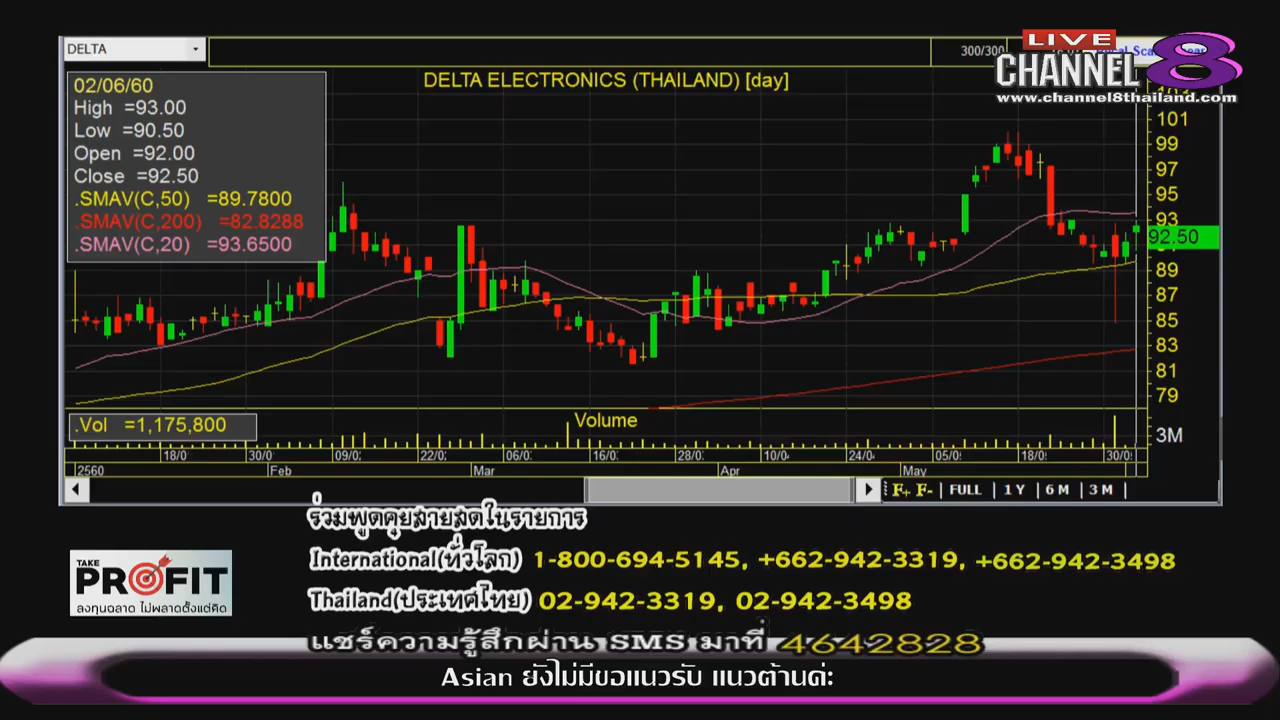 DELTA
300/300
LIVE
CHANNEL 8
www.channel8thailand.com
02/06/60
High =93.00
Low =90.50
Open =92.00
Close =92.50
.SMAV(C,50) =89.7800
.SMAV(C,200) =82.8288
.SMAV(C,20) =93.6500
DELTA ELECTRONICS (THAILAND) [day]
101
99
97
95
93
92.50
89
87
85
83
81
79
.Vol =1,175,800
Volume
3M
18/0 30/0 09/0 22/0 06/0 16/0 28/0 10/0 24/0 05/0 18/0 30/0
2560 Feb Mar Apr May
F+ F- FULL 1 Y 6 M 3 M
ร่วมพูดคุยสายสดในรายการ
International(ทั่วโลก) 1-800-694-5145, +662-942-3319, +662-942-3498
TAKE PROFIT
ลงทุนฉลาด ไม่พลาดตั้งแต่คิด
Thailand(ประเทศไทย) 02-942-3319, 02-942-3498
แชร์ความรู้สึกผ่าน SMS มาที่ 4642828
Asian ยังไม่มีขอแนวรับ แนวต้านค่ะ